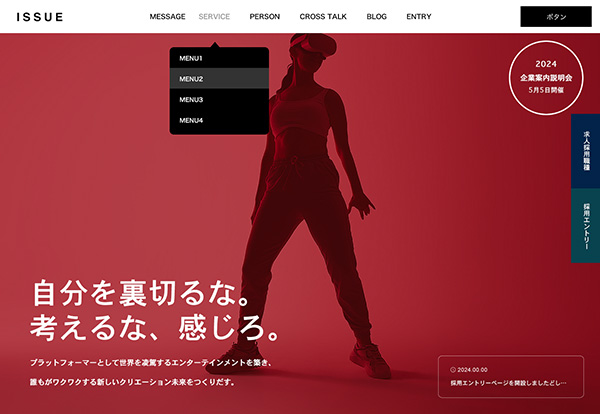 ISSUE
MESSAGE SERVICE PERSON CROSS TALK BLOG ENTRY
ボタン
MENU1
MENU2
MENU3
MENU4
2024
企業案内説明会
5月5日開催
求人採用職種
採用エントリー
自分を裏切るな。
考えるな、感じろ。
プラットフォーマーとして世界を凌駕するエンターテインメントを築き、
誰もがワクワクする新しいクリエーション未来をつくりだす。
2024.00.00
採用エントリーページを開設しましたどし…